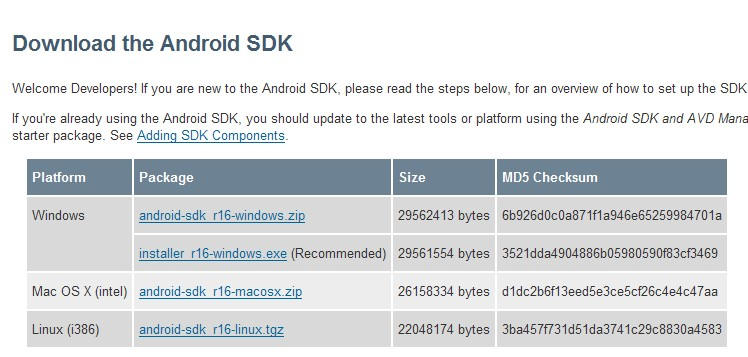 Download the Android SDK
Welcome Developers! If you are new to the Android SDK, please read the steps below, for an overview of how to set up the SDK
If you're already using the Android SDK, you should update to the latest tools or platform using the Android SDK and AVD Mana
starter package. See Adding SDK Components.
Platform Package Size MD5 Checksum
Windows android-sdk_r16-windows.zip 29562413 bytes 6b926d0c0a871f1a946e65259984701a
installer_r16-windows.exe (Recommended) 29561554 bytes 3521dda4904886b05980590f83cf3469
Mac OS X (intel) android-sdk_r16-macosx.zip 26158334 bytes d1dc2b6f13eed5e3ce5cf26c4e4c47aa
Linux (i386) android-sdk_r16-linux.tgz 22048174 bytes 3ba457f731d51da3741c29c8830a4583